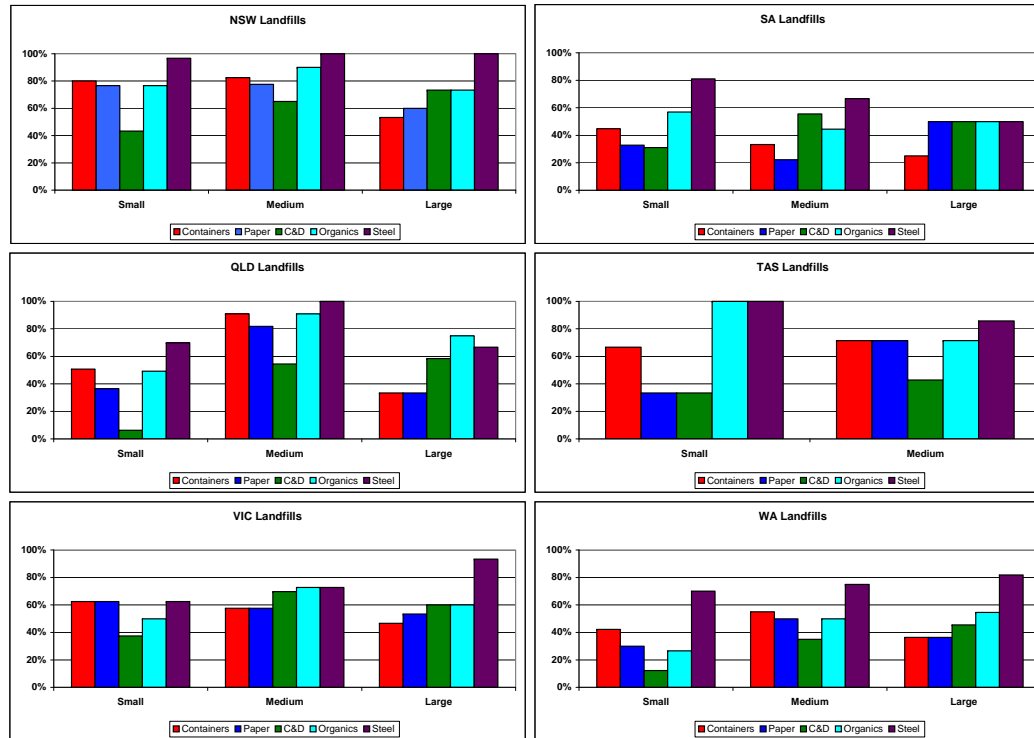 NSW Landfills
100%
80%
60%
40%
20%
0%
Small Medium Large
Containers Paper C&D Organics Steel
SA Landfills
100%
80%
60%
40%
20%
0%
Small Medium Large
Containers Paper C&D Organics Steel
QLD Landfills
100%
80%
60%
40%
20%
0%
Small Medium Large
Containers Paper C&D Organics Steel
TAS Landfills
100%
80%
60%
40%
20%
0%
Small Medium
Containers Paper C&D Organics Steel
VIC Landfills
100%
80%
60%
40%
20%
0%
Small Medium Large
Containers Paper C&D Organics Steel
WA Landfills
100%
80%
60%
40%
20%
0%
Small Medium Large
Containers Paper C&D Organics Steel